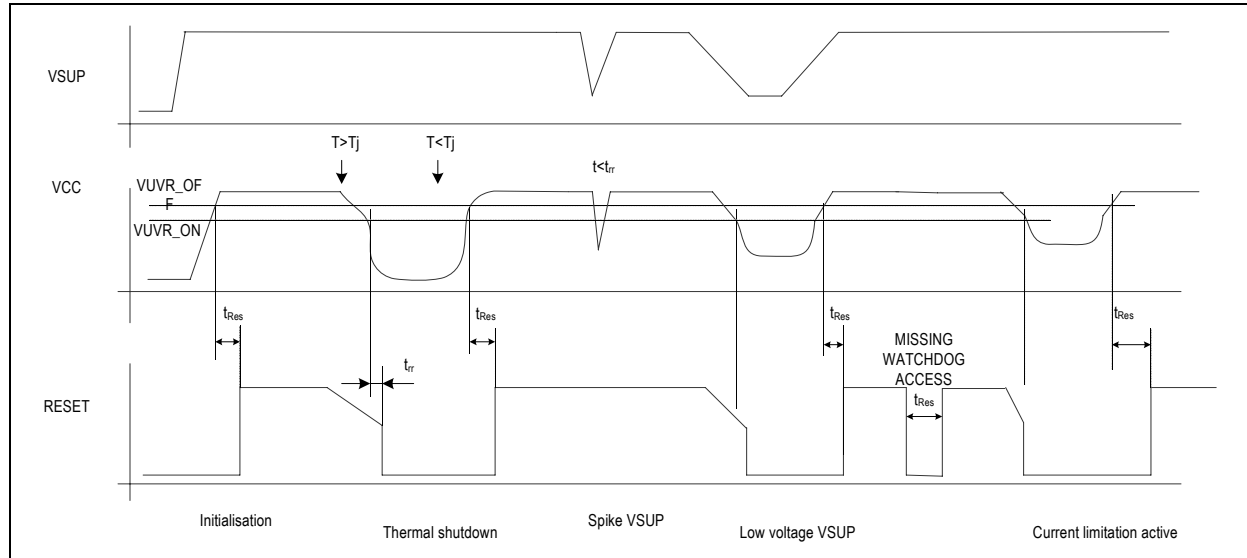 VSUP
T>Tj
T<Tj
t<trr
VCC
VUVR_OF
F
VUVR_ON
tRes
tRes
tRes
tRes
MISSING
WATCHDOG
ACCESS
trr
tRes
RESET
Initialisation
Thermal shutdown
Spike VSUP
Low voltage VSUP
Current limitation active